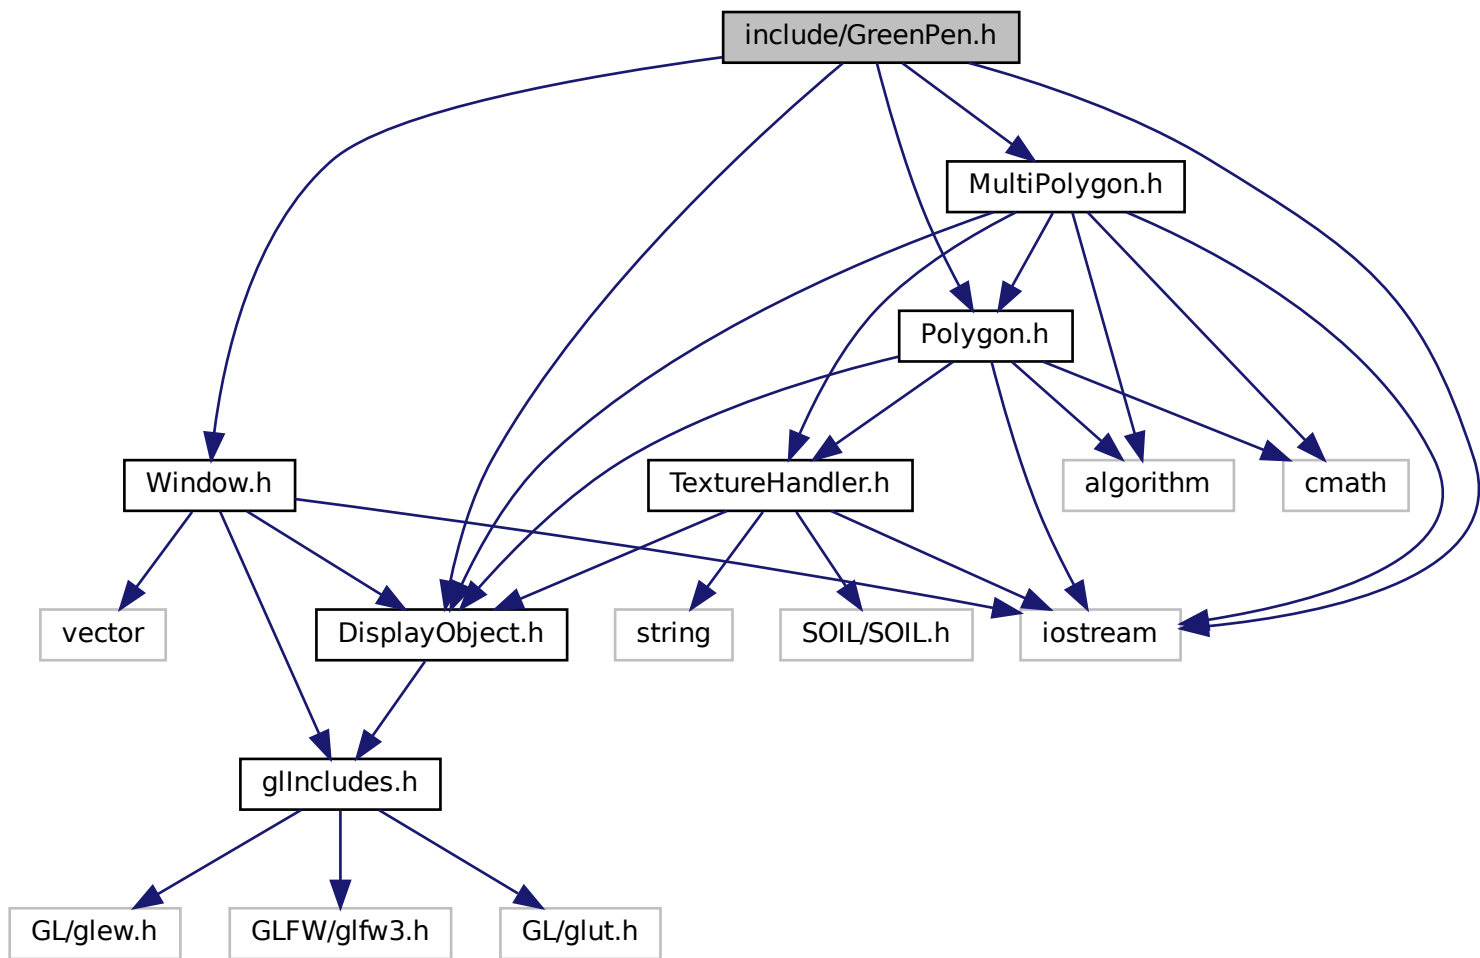 include/GreenPen.h
MultiPolygon.h
Polygon.h
Window.h
TextureHandler.h
algorithm
cmath
vector
DisplayObject.h
string
SOIL/SOIL.h
iostream
glIncludes.h
GL/glew.h
GLFW/glfw3.h
GL/glut.h